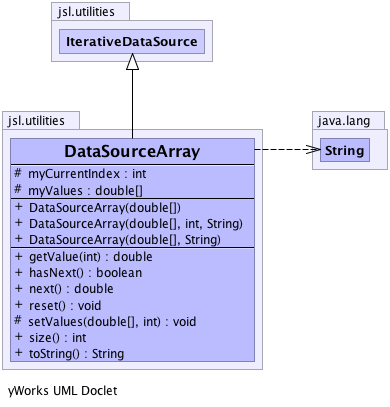 jsl.utilities
IterativeDataSource
jsl.utilities
java.lang
DataSourceArray
String
# myCurrentIndex : int
# myValues : double[]
+ DataSourceArray(double[])
+ DataSourceArray(double[], int, String)
+ DataSourceArray(double[], String)
+ getValue(int) : double
+ hasNext() : boolean
+ next() : double
+ reset() : void
# setValues(double[], int) : void
+ size() : int
+ toString() : String
yWorks UML Doclet